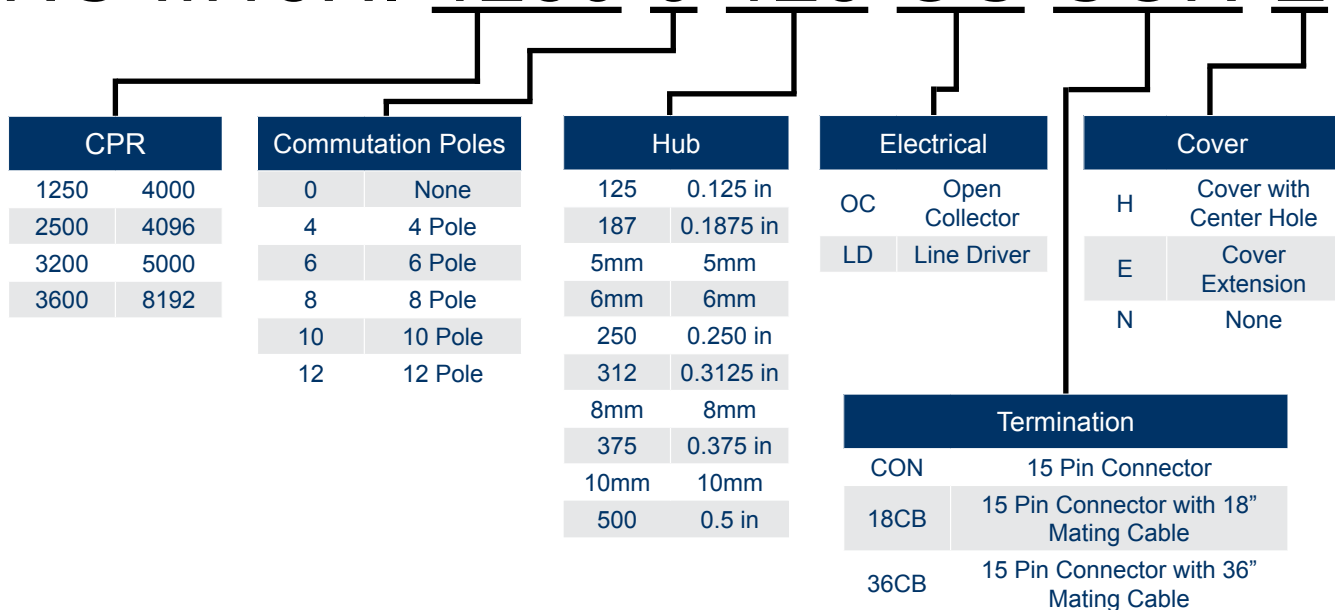 CPR
1250 4000
2500 4096
3200 5000
3600 8192
Commutation Poles
0 None
4 4 Pole
6 6 Pole
8 8 Pole
10 10 Pole
12 12 Pole
Hub
125 0.125 in
187 0.1875 in
5mm 5mm
6mm 6mm
250 0.250 in
312 0.3125 in
8mm 8mm
375 0.375 in
10mm 10mm
500 0.5 in
Electrical
OC Open
Collector
LD Line Driver
Cover
H Cover with
Center Hole
E Cover
Extension
N None
Termination
CON 15 Pin Connector
18CB 15 Pin Connector with 18”
Mating Cable
36CB 15 Pin Connector with 36”
Mating Cable